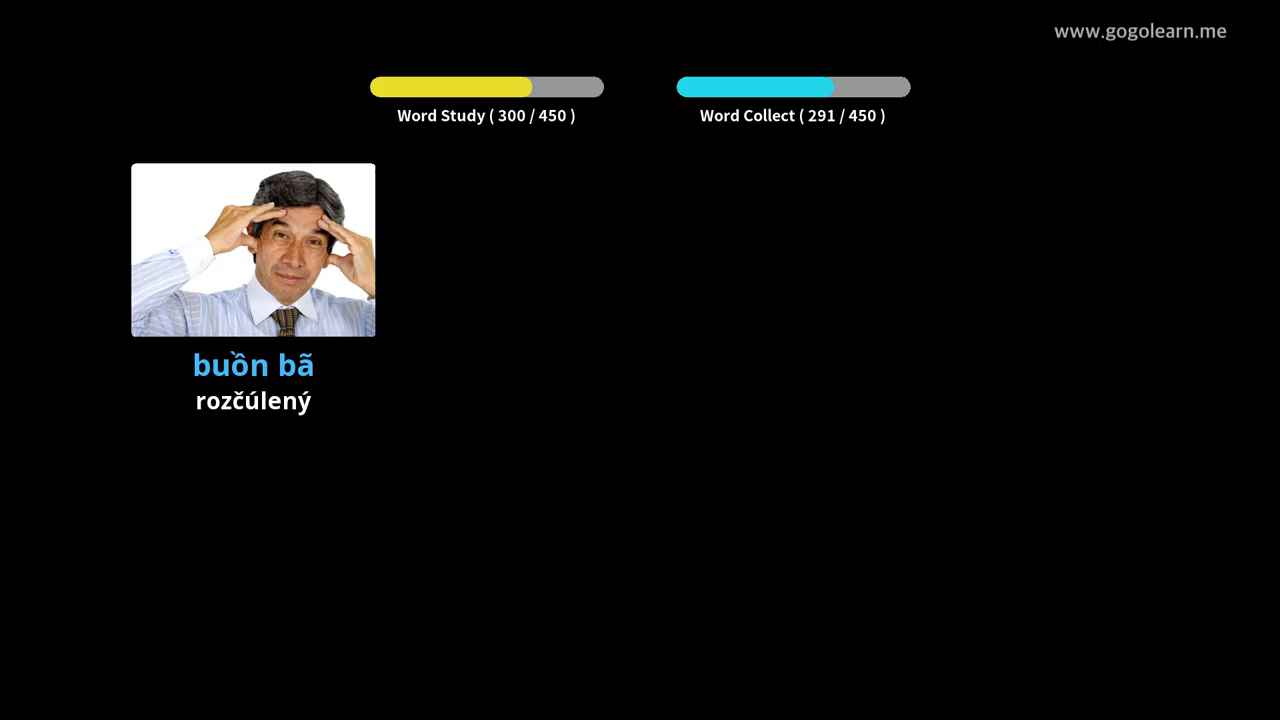 www.gogolearn.me
Word Study ( 300 / 450 )
Word Collect ( 291 / 450 )
buồn bã
rozčúlený